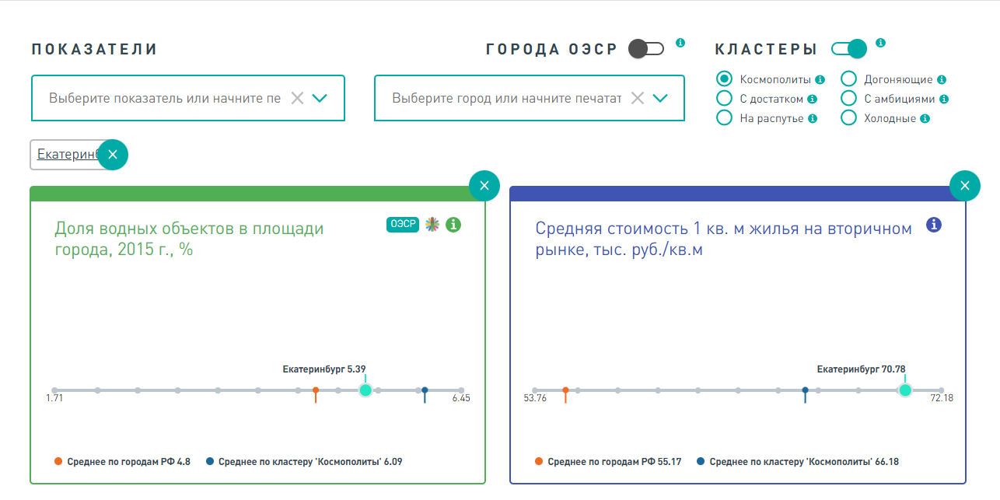 ПОКАЗАТЕЛИ
ГОРОДА ОЭСР
КЛАСТЕРЫ
Выберите показатель или начните пе
Выберите город или начните печатат
Космополиты
Догоняющие
С достатком
С амбициями
На распутье
Холодные
Екатеринб
Доля водных объектов в площади
города, 2015 г., %
ОЭСР
Екатеринбург 5.39
1.71
6.45
Среднее по городам РФ 4.8
Среднее по кластеру 'Космополиты' 6.09
Средняя стоимость 1 кв. м жилья на вторичном
рынке, тыс. руб./кв.м
Екатеринбург 70.78
53.76
72.18
Среднее по городам РФ 55.17
Среднее по кластеру 'Космополиты' 66.18